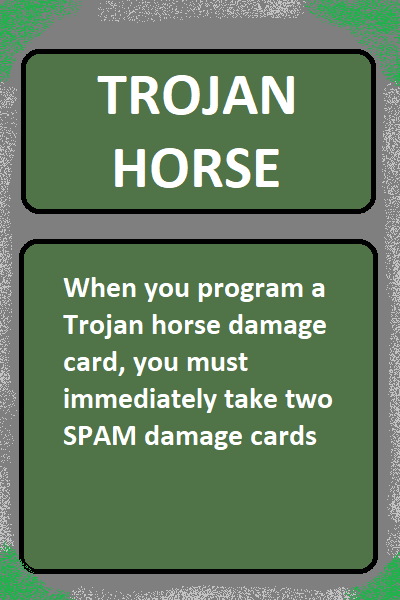 TROJAN
HORSE
When you program a
Trojan horse damage
card, you must
immediately take two
SPAM damage cards